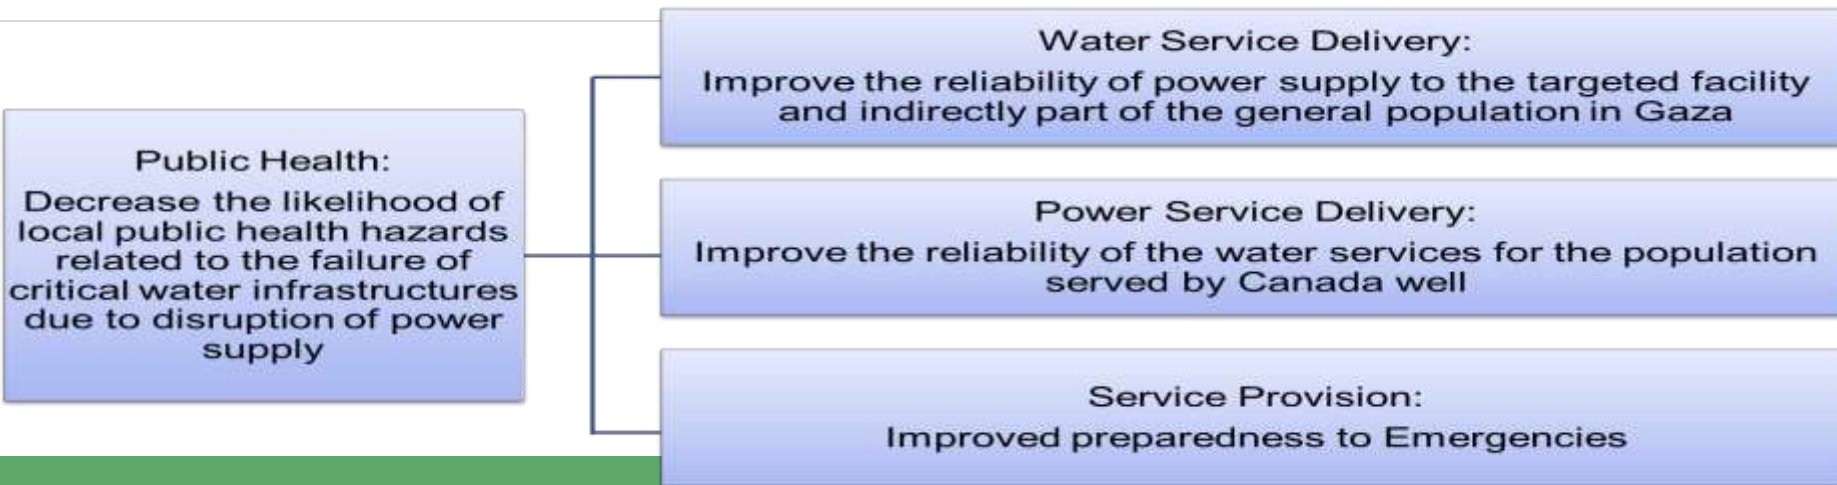 Public Health:
Decrease the likelihood of
local public health hazards
related to the failure of
critical water infrastructures
due to disruption of power
supply
Water Service Delivery:
Improve the reliability of power supply to the targeted facility
and indirectly part of the general population in Gaza
Power Service Delivery:
Improve the reliability of the water services for the population
served by Canada well
Service Provision:
Improved preparedness to Emergencies